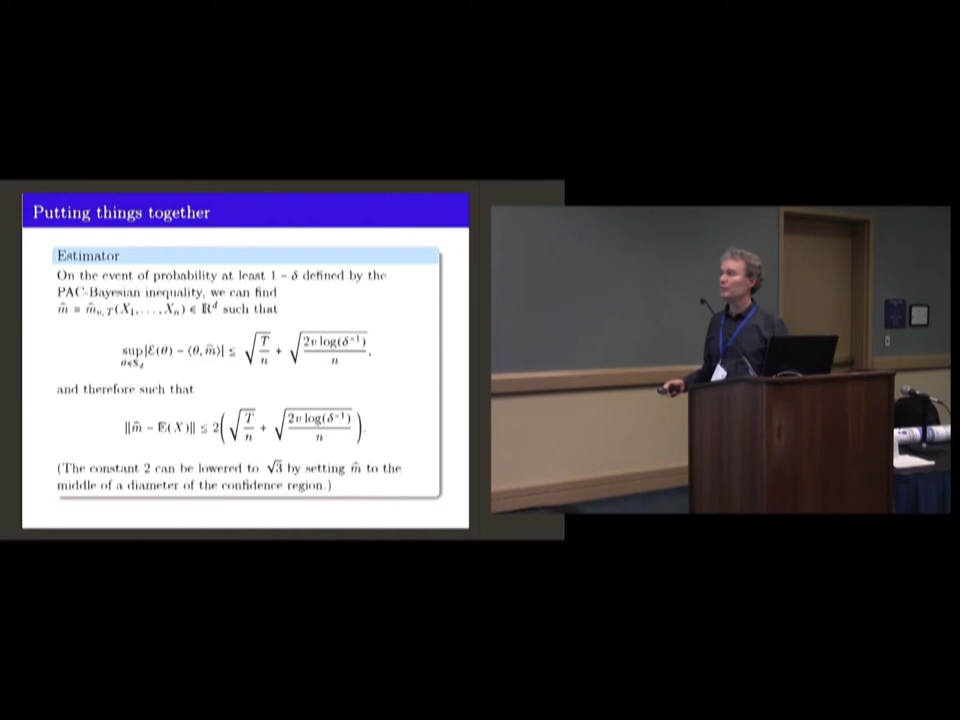 Putting things together
Estimator
On the event of probability at least 1 − δ defined by the
PAC-Bayesian inequality, we can find
m̂ = m̂_{v,T}(X₁,…,Xₙ) ∈ ℝ^d such that
sup_{θ∈𝕊_d} |ℰ(θ) − ⟨θ, m̂⟩| ≤ √(T/n) + √(2v log(δ⁻¹)/n),
and therefore such that
‖m̂ − 𝔼(X)‖ ≤ 2(√(T/n) + √(2v log(δ⁻¹)/n)).
(The constant 2 can be lowered to √3 by setting m̂ to the
middle of a diameter of the confidence region.)